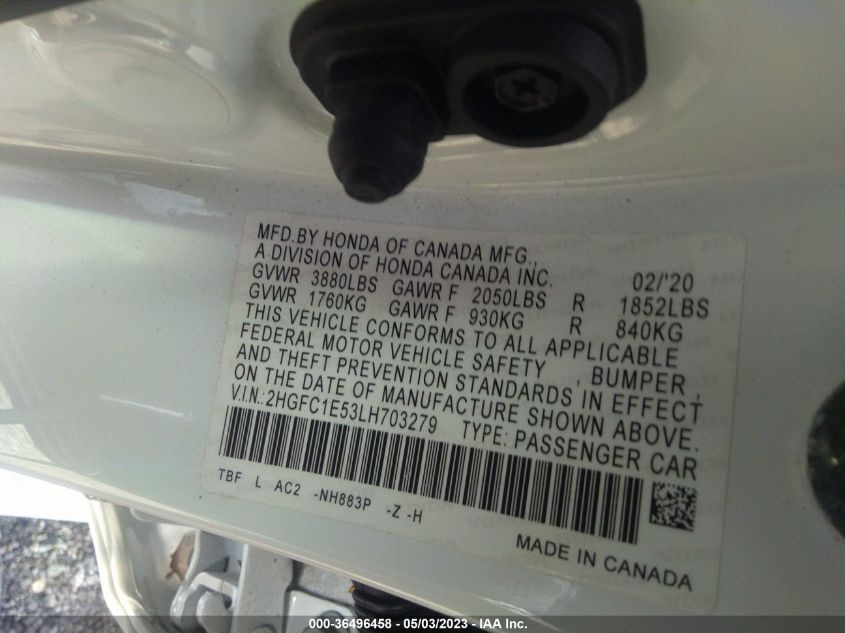 MFD.BY HONDA OF CANADA MFG.,
A DIVISION OF HONDA CANADA INC. 02/'20
GVWR 3880LBS GAWR F 2050LBS R 1852LBS
GVWR 1760KG GAWR F 930KG R 840KG
THIS VEHICLE CONFORMS TO ALL APPLICABLE
FEDERAL MOTOR VEHICLE SAFETY , BUMPER ,
AND THEFT PREVENTION STANDARDS IN EFFECT
ON THE DATE OF MANUFACTURE SHOWN ABOVE.
V.I.N.:2HGFC1E53LH703279 TYPE: PASSENGER CAR
TBF L AC2 -NH883P -Z -H
MADE IN CANADA
000-36496458 - 05/03/2023 - IAA Inc.